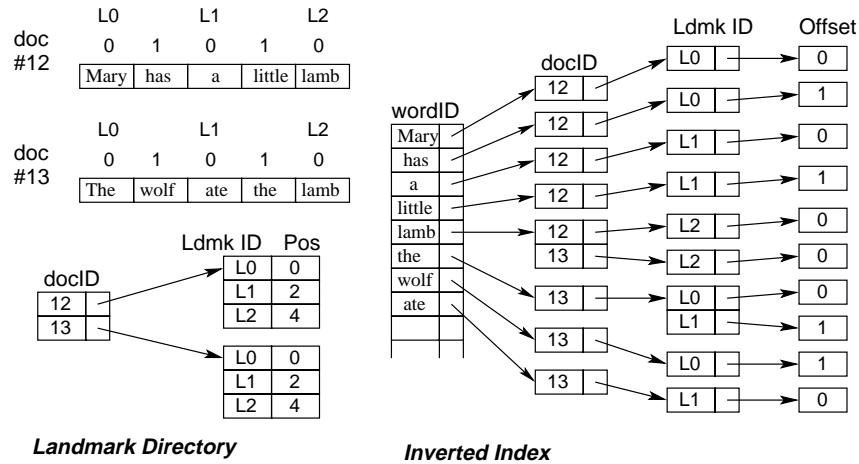 L0 L1 L2
doc #12
0 1 0 1 0
Mary has a little lamb
L0 L1 L2
doc #13
0 1 0 1 0
The wolf ate the lamb
Ldmk ID Pos
docID
12
13
L0 0
L1 2
L2 4
L0 0
L1 2
L2 4
Landmark Directory
wordID
Mary
has
a
little
lamb
the
wolf
ate
docID
12
12
12
12
12
13
13
13
13
Ldmk ID Offset
L0 0
L0 1
L1 0
L1 1
L2 0
L2 0
L0 0
L1 1
L0 1
L1 0
Inverted Index